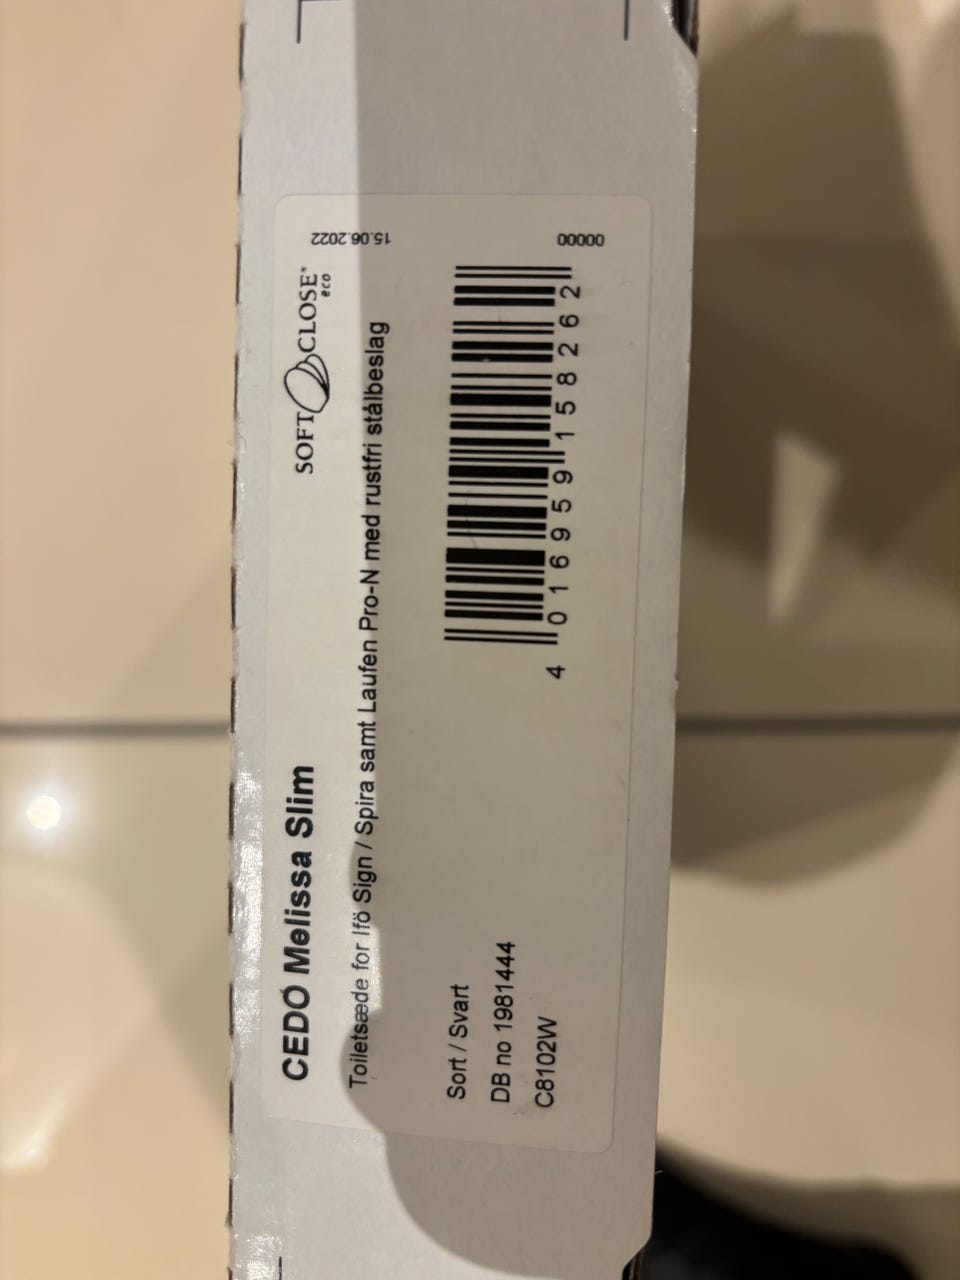 CEDO Melissa Slim
SOFT CLOSE
eco
Toiletsæde for Ifö Sign / Spira samt Laufen Pro-N med rustfri stålbeslag
Sort / Svart
DB no 1981444
C8102W
4 016959 158262
15.06.2022
00000